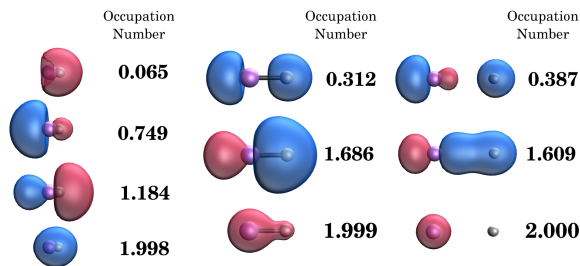 Occupation
Number
0.065
0.749
1.184
1.998
Occupation
Number
0.312
1.686
1.999
Occupation
Number
0.387
1.609
2.000